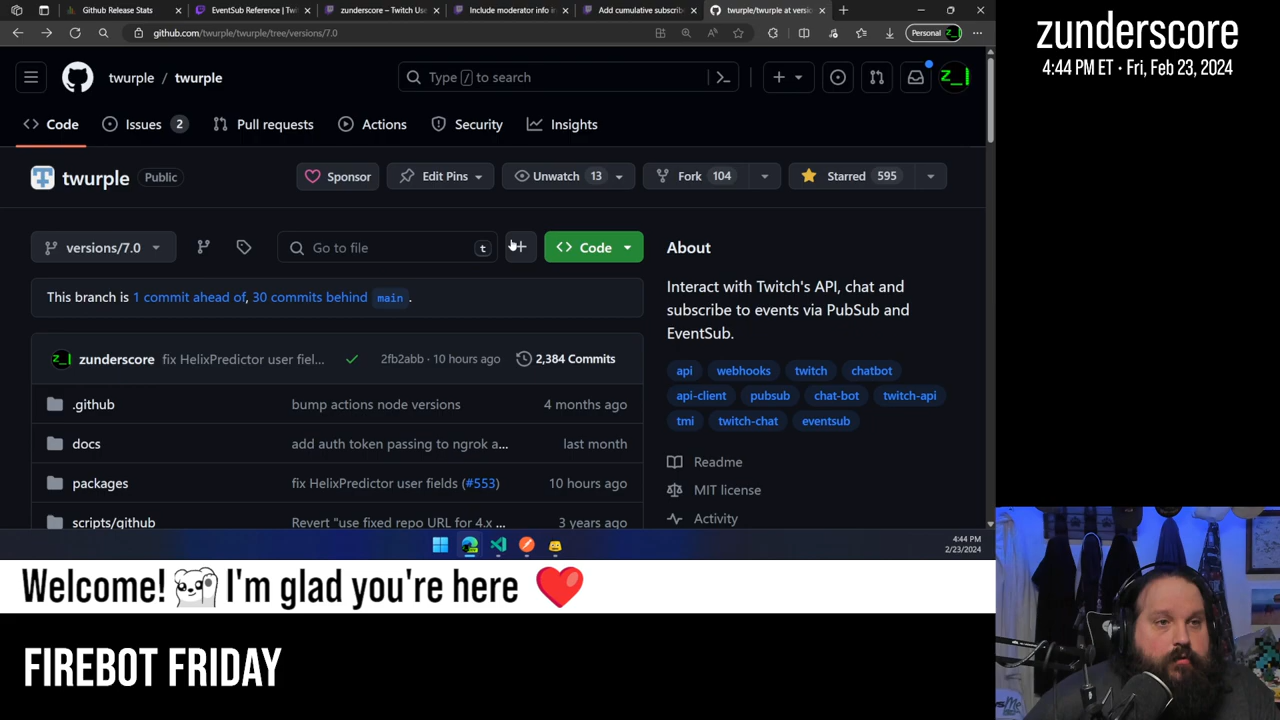 Github Release Stats
EventSub Reference | Twi
zunderscore – Twitch Use
Include moderator info in
Add cumulative subscrib
twurple/twurple at versio
github.com/twurple/twurple/tree/versions/7.0
Personal
twurple / twurple
Type / to search
Code
Issues 2
Pull requests
Actions
Security
Insights
twurple Public
Sponsor
Edit Pins
Unwatch 13
Fork 104
Starred 595
versions/7.0
Go to file t
Code
This branch is 1 commit ahead of, 30 commits behind main .
zunderscore fix HelixPredictor user fiel... 2fb2abb · 10 hours ago 2,384 Commits
.github bump actions node versions 4 months ago
docs add auth token passing to ngrok a... last month
packages fix HelixPredictor user fields (#553) 10 hours ago
scripts/github Revert "use fixed repo URL for 4.x ... 3 years ago
About
Interact with Twitch's API, chat and
subscribe to events via PubSub and
EventSub.
api webhooks twitch chatbot
api-client pubsub chat-bot twitch-api
tmi twitch-chat eventsub
Readme
MIT license
Activity
4:44 PM
2/23/2024
zunderscore
4:44 PM ET • Fri, Feb 23, 2024
Welcome! I'm glad you're here
FIREBOT FRIDAY